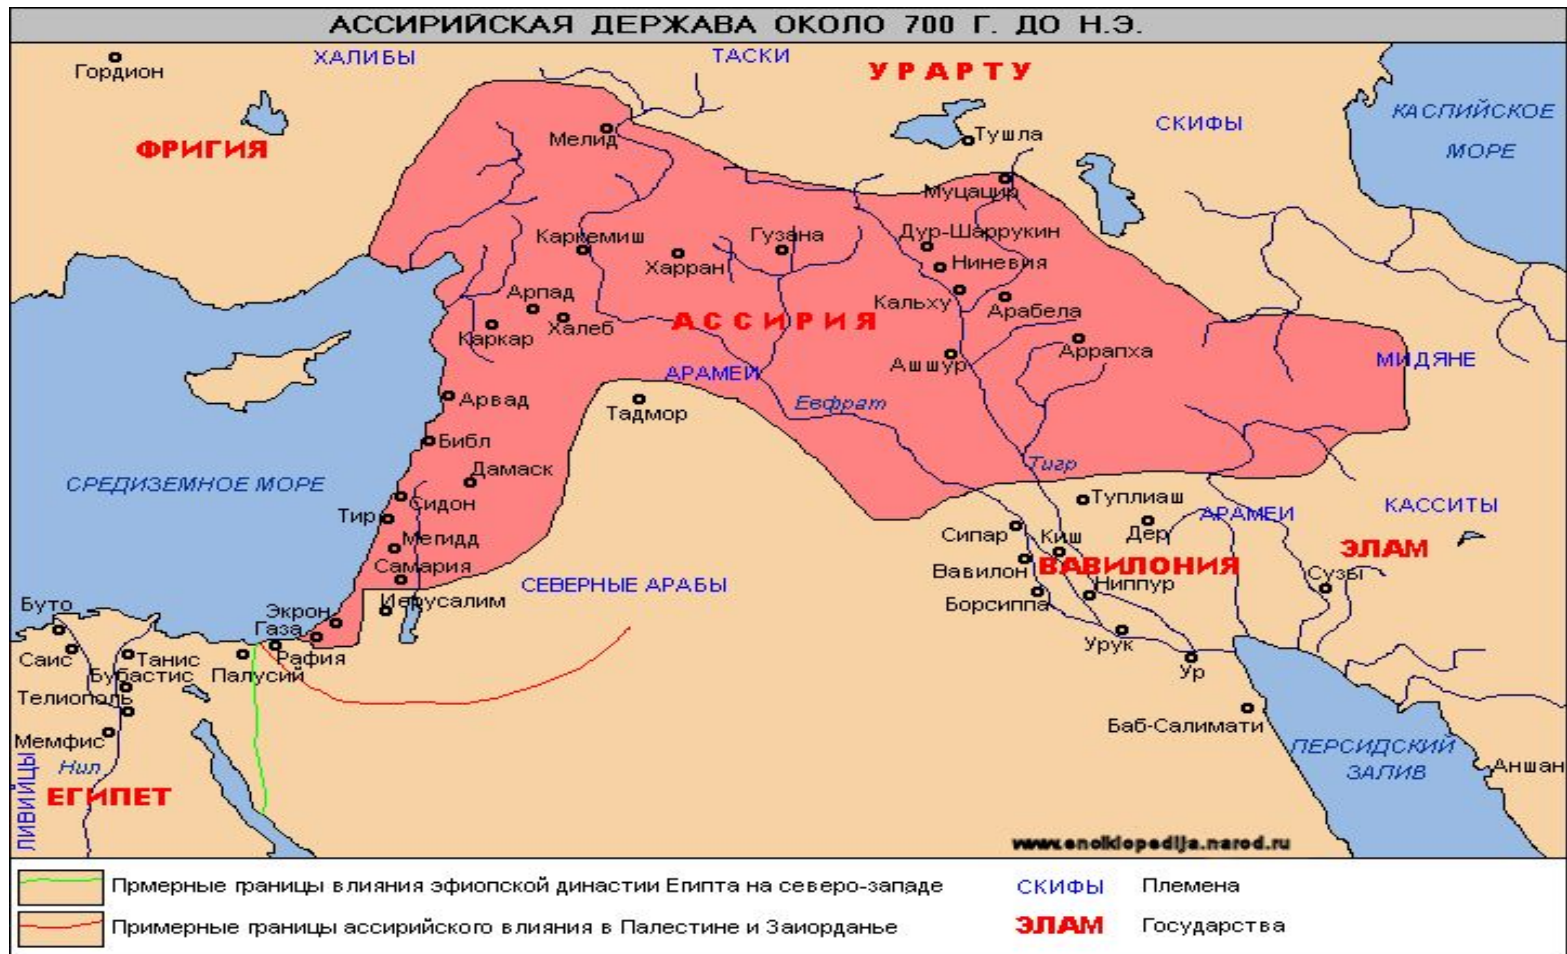 АССИРИЙСКАЯ ДЕРЖАВА ОКОЛО 700 Г. ДО Н.Э.
Гордион
ХАЛИБЫ
ТАСКИ
УРАРТУ
КАСПИЙСКОЕ
МОРЕ
СКИФЫ
ФРИГИЯ
Мелид
Тушпа
Муцацир
Каркемиш
Гузана
Дур-Шаррукин
Харран
Ниневия
Арпад
Халеб
Каркар
АССИРИЯ
Кальху
Арабела
Ашшур
Аррапха
МИДЯНЕ
АРАМЕИ
Арвад
Тадмор
Евфрат
Библ
Дамаск
СРЕДИЗЕМНОЕ МОРЕ
Сидон
Тир
Тигр
Туплиаш
АРАМЕИ
КАССИТЫ
Мегидд
Сипар
Киш
Дер
ЭЛАМ
Самария
СЕВЕРНЫЕ АРАБЫ
Вавилон
ВАВИЛОНИЯ
Сузы
Ниппур
Борсиппа
Буто
Экрон
Иерусалим
Газа
Урук
Саис
Танис
Рафия
Бубастис
Палусий
Ур
Телиополь
Баб-Салимати
Мемфис
Нил
ПЕРСИДСКИЙ
ЗАЛИВ
Аншан
ЕГИПЕТ
ЛИВИЙЦЫ
www.enciklopedija.narod.ru
Прмерные границы влияния эфиопской династии Египта на северо-западе
СКИФЫ Племена
Примерные границы ассирийского влияния в Палестине и Заиорданье
ЭЛАМ Государства